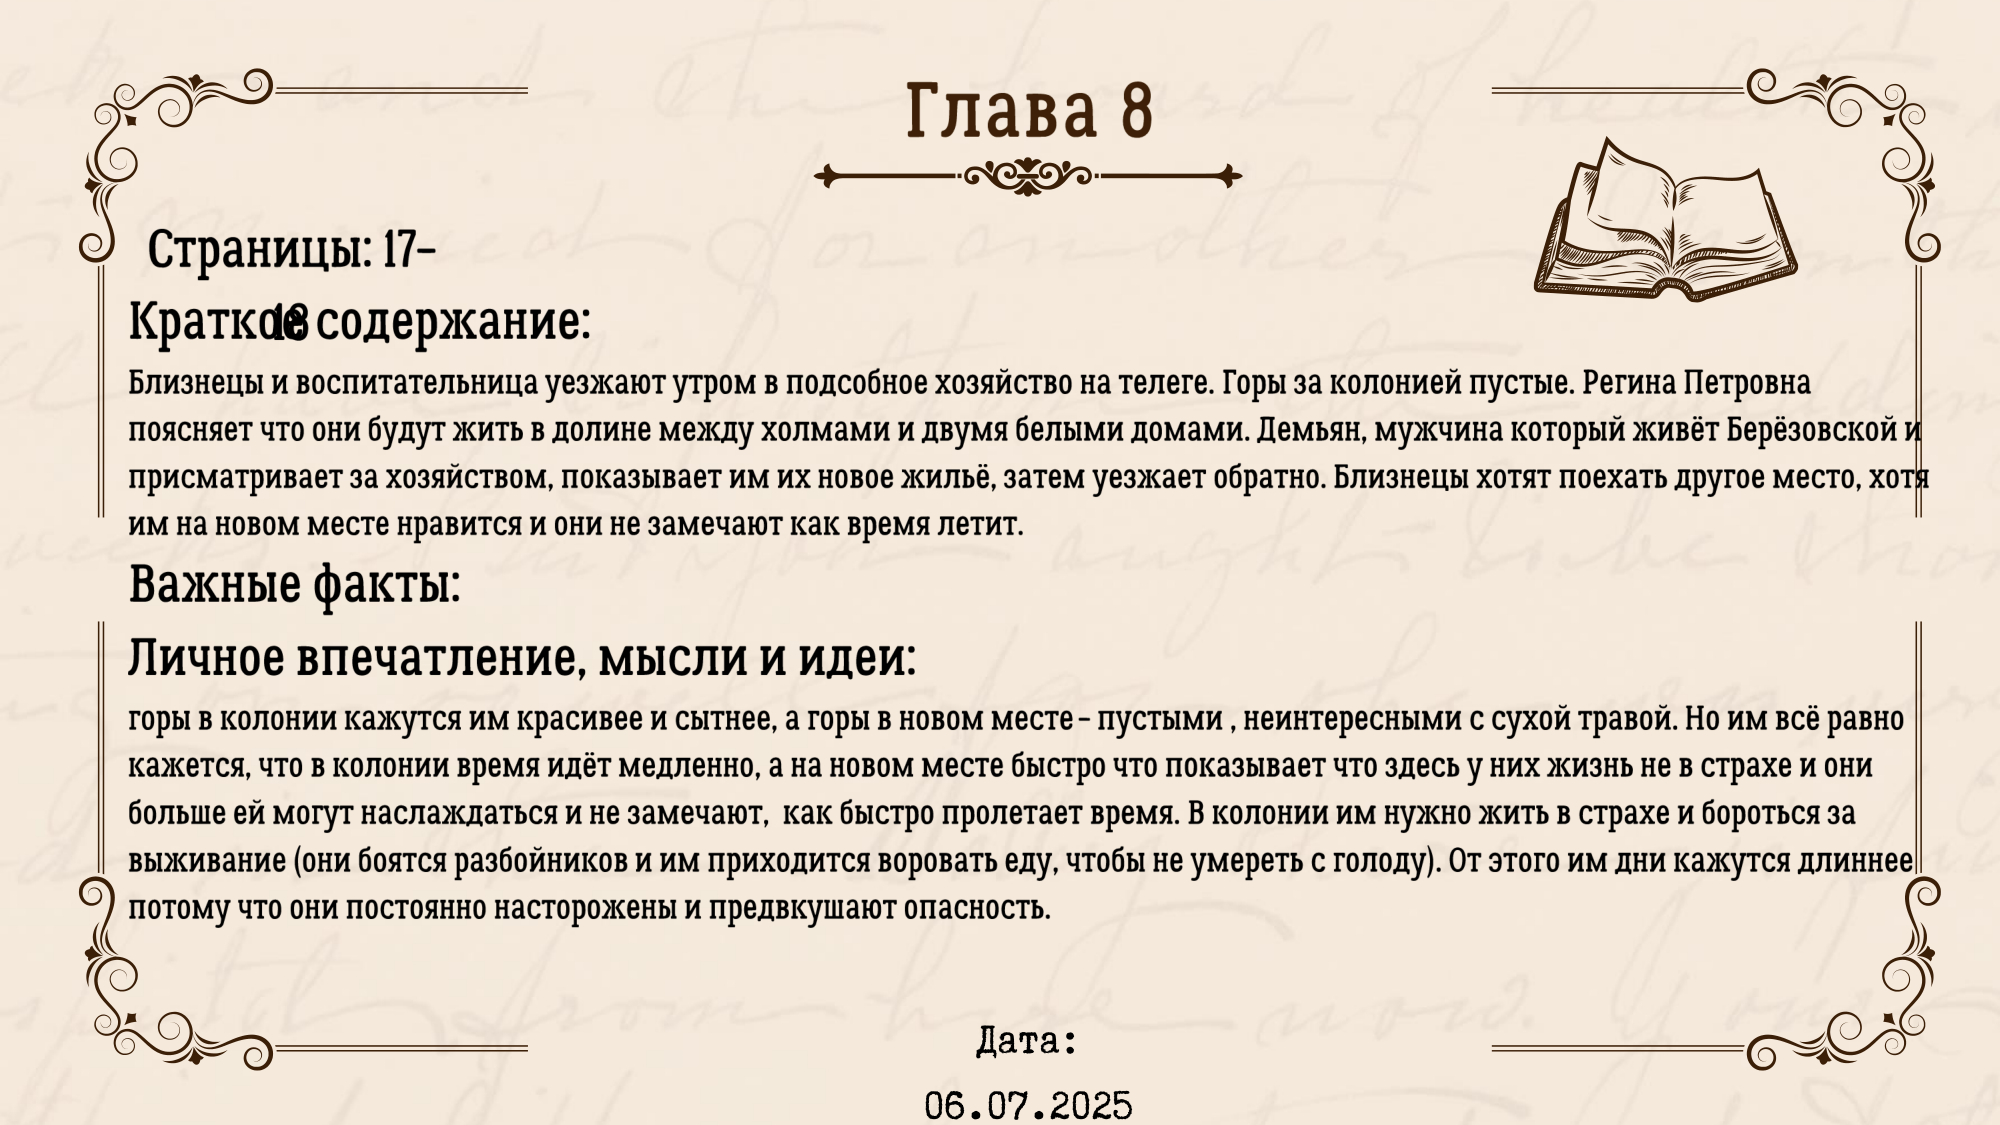 Глава 8
Страницы: 17–
18
Краткое содержание:
Близнецы и воспитательница уезжают утром в подсобное хозяйство на телеге. Горы за колонией пустые. Регина Петровна
поясняет что они будут жить в долине между холмами и двумя белыми домами. Демьян, мужчина который живёт Берёзовской и
присматривает за хозяйством, показывает им их новое жильё, затем уезжает обратно. Близнецы хотят поехать другое место, хотя
им на новом месте нравится и они не замечают как время летит.
Важные факты:
Личное впечатление, мысли и идеи:
горы в колонии кажутся им красивее и сытнее, а горы в новом месте – пустыми , неинтересными с сухой травой. Но им всё равно
кажется, что в колонии время идёт медленно, а на новом месте быстро что показывает что здесь у них жизнь не в страхе и они
больше ей могут наслаждаться и не замечают,  как быстро пролетает время. В колонии им нужно жить в страхе и бороться за
выживание (они боятся разбойников и им приходится воровать еду, чтобы не умереть с голоду). От этого им дни кажутся длиннее
потому что они постоянно насторожены и предвкушают опасность.
Дата:
06.07.2025